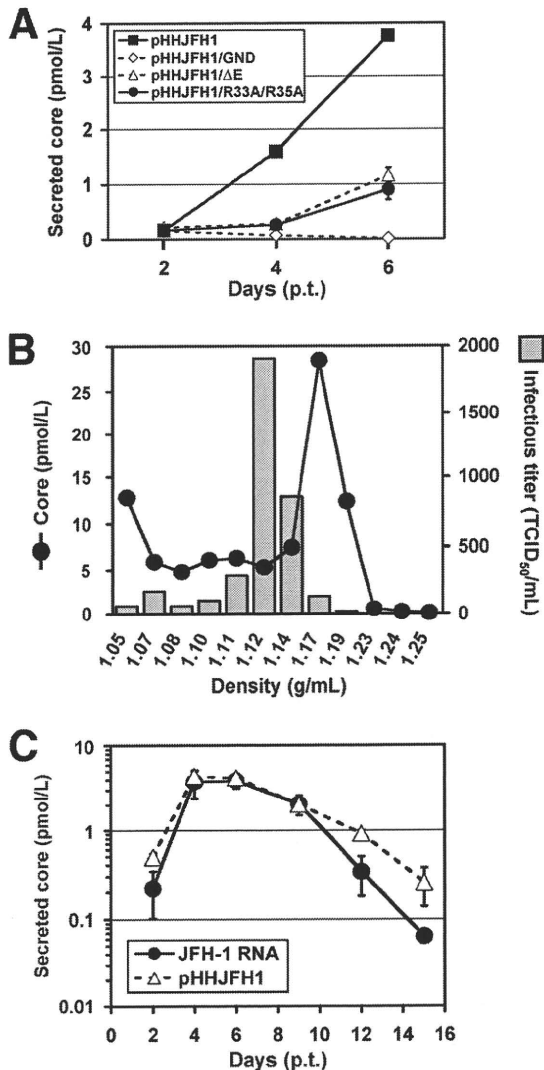 A
Secreted core (pmol/L)
4
3
2
1
0
pHHJFH1
pHHJFH1/GND
pHHJFH1/ΔE
pHHJFH1/R33A/R35A
2
4
6
Days (p.t.)
B
Core (pmol/L)
30
25
20
15
10
5
0
2000
1500
1000
500
0
Infectious titer (TCID50/mL)
1.05
1.07
1.08
1.10
1.11
1.12
1.14
1.17
1.19
1.23
1.24
1.25
Density (g/mL)
C
Secreted core (pmol/L)
10
1
0.1
0.01
JFH-1 RNA
pHHJFH1
0
2
4
6
8
10
12
14
16
Days (p.t.)